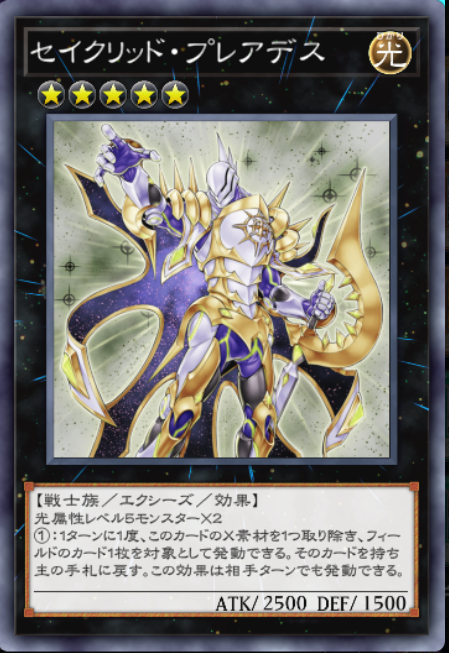 セイクリッド・プレアデス
ひかり
光
【戦士族／エクシーズ／効果】
光属性レベル5モンスター×2
①：1ターンに1度、このカードのX素材を1つ取り除き、フィー
ルドのカード1枚を対象として発動できる。そのカードを持ち
主の手札に戻す。この効果は相手ターンでも発動できる。
ATK/2500 DEF/1500